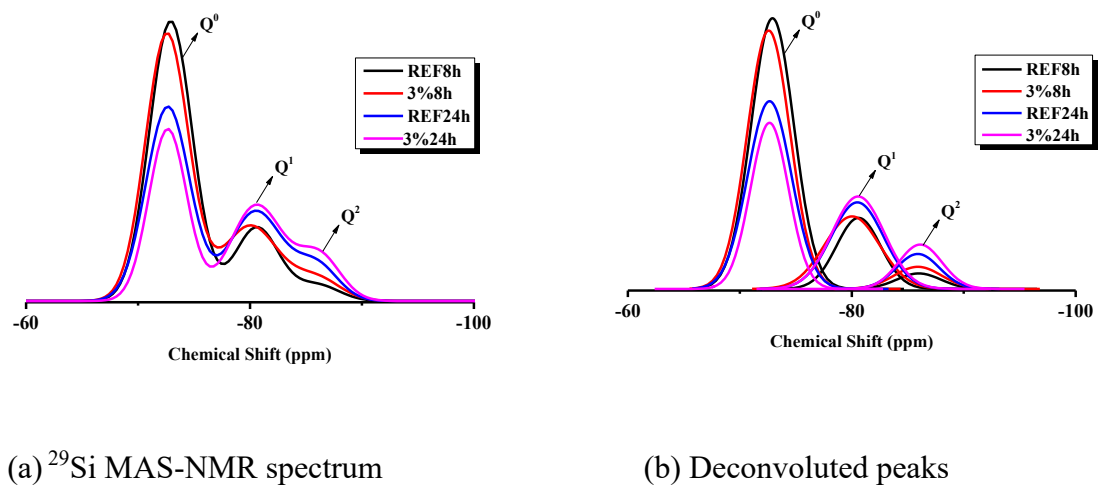 Q⁰
REF8h
3%8h
REF24h
3%24h
Q¹
Q²
-60
-80
-100
Chemical Shift (ppm)
(a) ²⁹Si MAS-NMR spectrum
Q⁰
REF8h
3%8h
REF24h
3%24h
Q¹
Q²
-60
-80
-100
Chemical Shift (ppm)
(b) Deconvoluted peaks